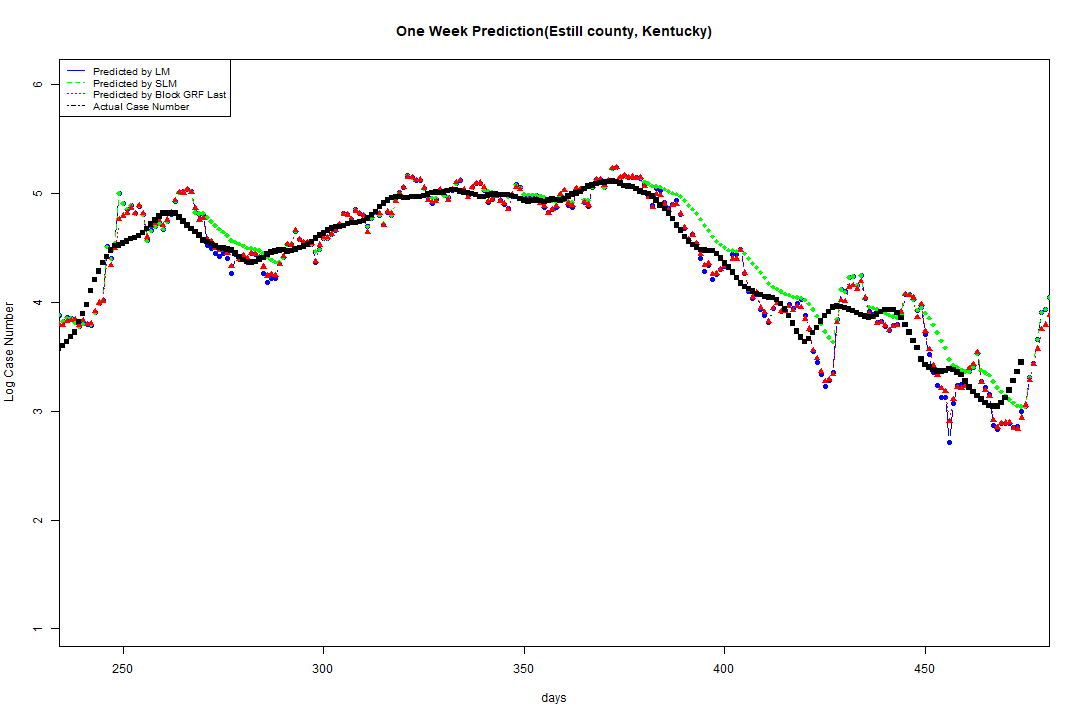 One Week Prediction(Estill county, Kentucky)
Predicted by LM
Predicted by SLM
Predicted by Block GRF Last
Actual Case Number
6
5
4
3
2
1
Log Case Number
250
300
350
400
450
days